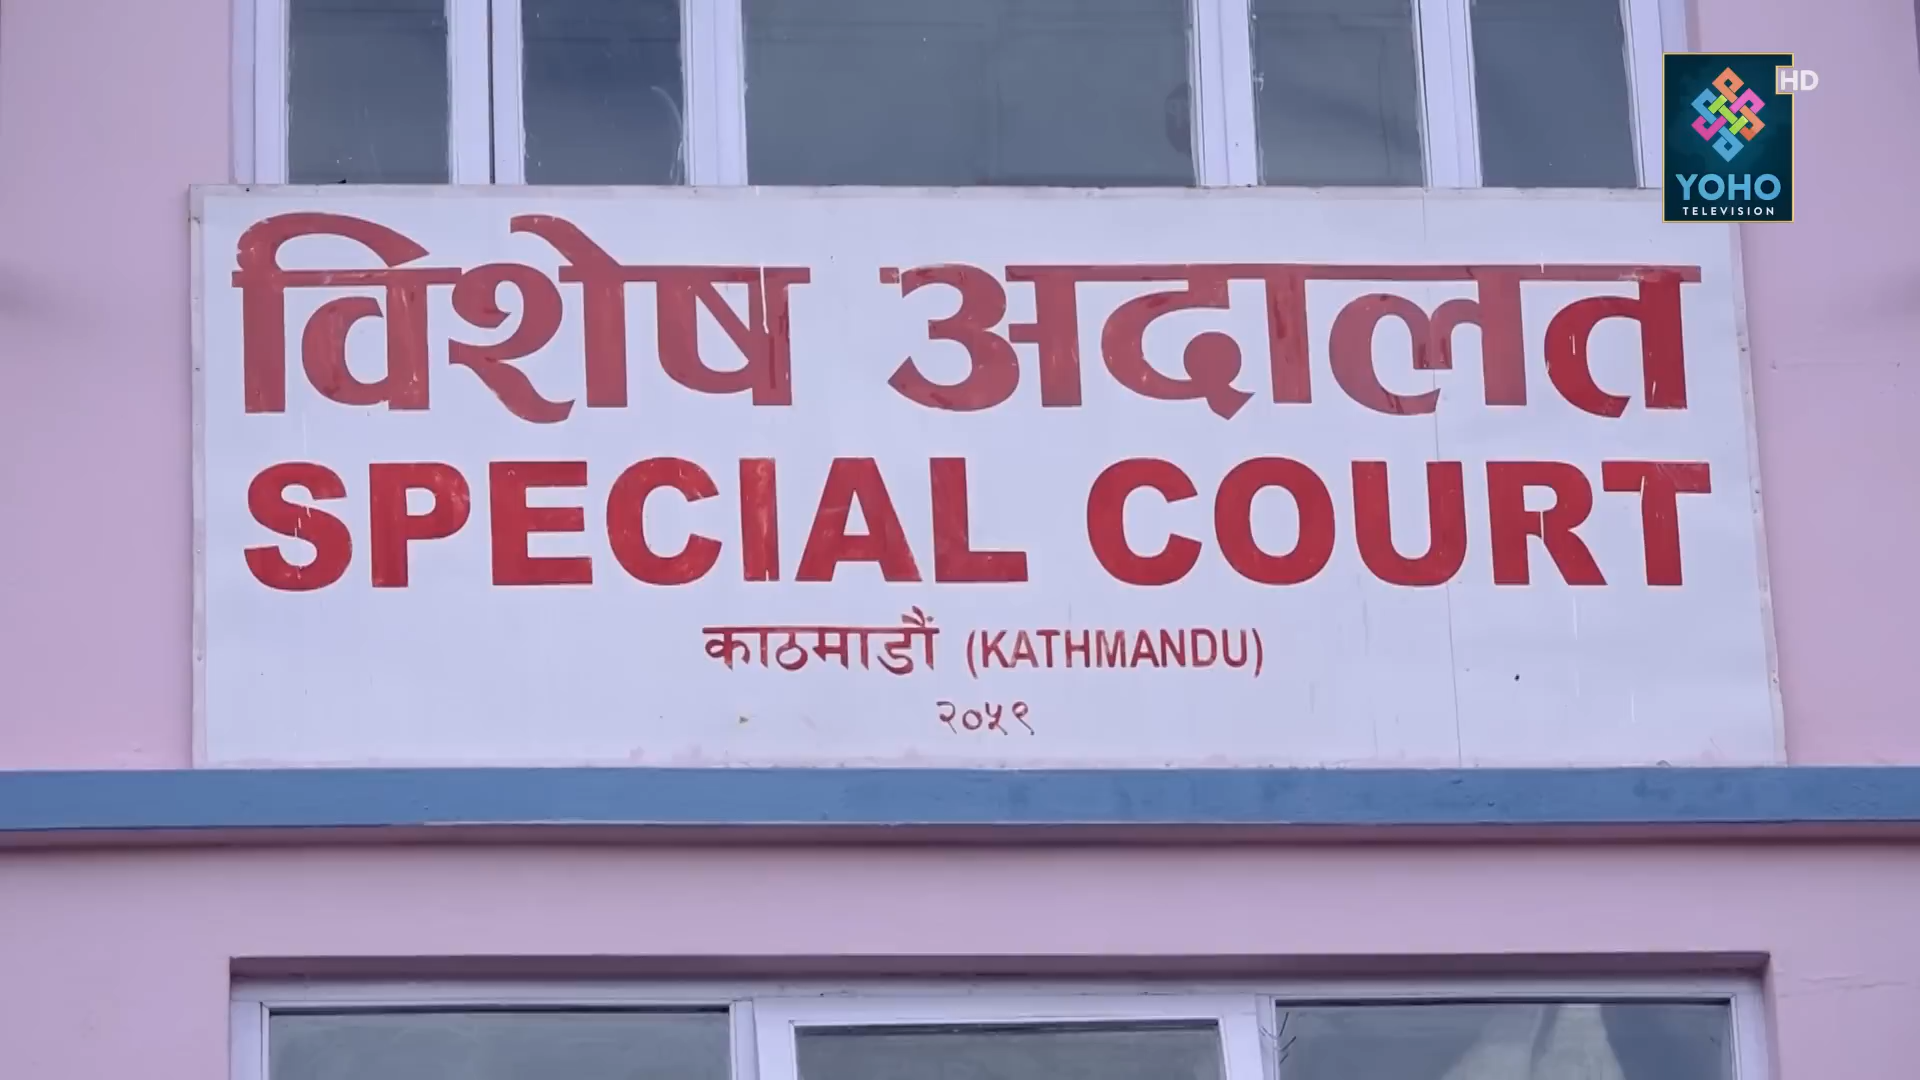 HD
YOHO
TELEVISION
विशेष अदालत
SPECIAL COURT
काठमाडौं (KATHMANDU)
२०५९